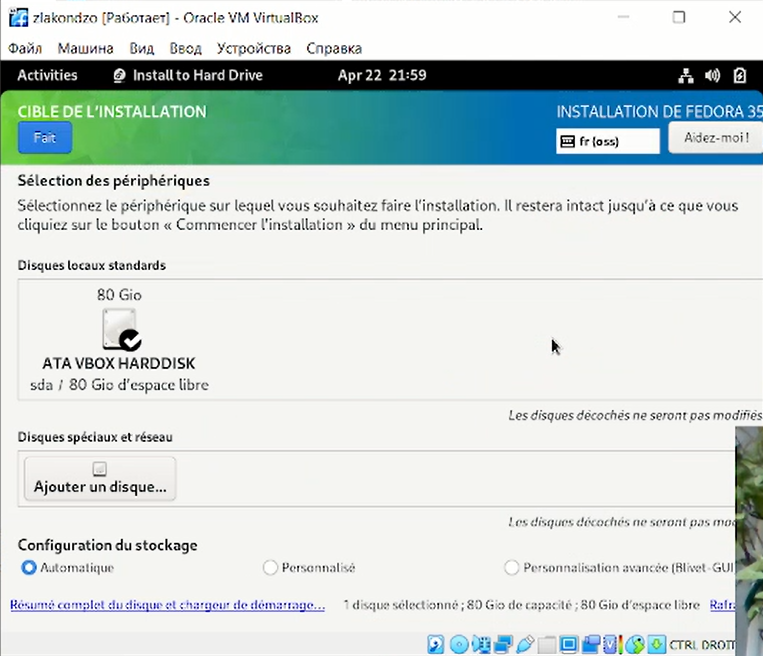 zlakondzo [Работает] - Oracle VM VirtualBox
Файл Машина Вид Ввод Устройства Справка
Activities Install to Hard Drive Apr 22 21:59
CIBLE DE L'INSTALLATION INSTALLATION DE FEDORA 35
Fait fr (oss) Aidez-moi !
Sélection des périphériques
Sélectionnez le périphérique sur lequel vous souhaitez faire l'installation. Il restera intact jusqu'à ce que vous
cliquiez sur le bouton « Commencer l'installation » du menu principal.
Disques locaux standards
80 Gio
ATA VBOX HARDDISK
sda / 80 Gio d'espace libre
Les disques décochés ne seront pas modifiés
Disques spéciaux et réseau
Ajouter un disque...
Les disques décochés ne seront pas
Configuration du stockage
Automatique Personnalisé Personnalisation avancée (Blivet-GUI
Résumé complet du disque et chargeur de démarrage... 1 disque sélectionné ; 80 Gio de capacité ; 80 Gio d'espace libre
CTRL DROIT